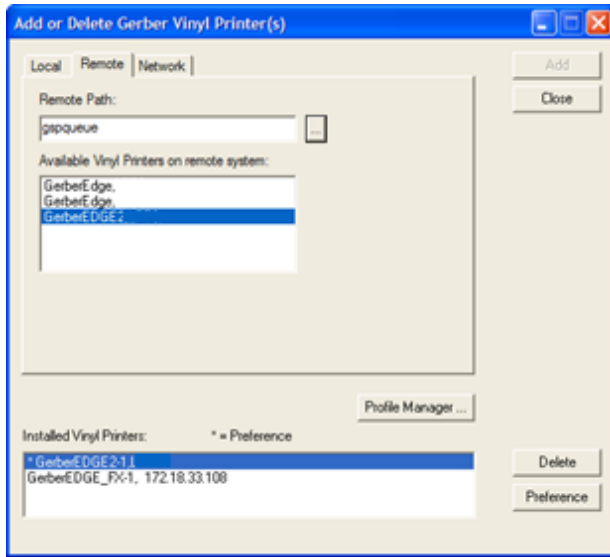 Add or Delete Gerber Vinyl Printer(s)
Local Remote Network
Add
Close
Remote Path:
gspqueue
...
Available Vinyl Printers on remote system:
GerberEdge,
GerberEdge,
GerberEDGE2
Profile Manager ...
Installed Vinyl Printers: * = Preference
* GerberEDGE2-1,
GerberEDGE_FX-1, 172.18.33.108
Delete
Preference